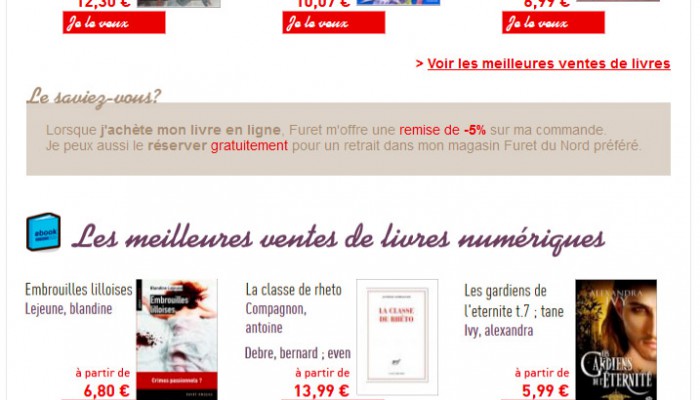 12,30 €
10,07 €
6,99 €
Je le veux
Je le veux
Je le veux
> Voir les meilleures ventes de livres
Le saviez-vous?
Lorsque j'achète mon livre en ligne, Furet m'offre une remise de -5% sur ma commande.
Je peux aussi le réserver gratuitement pour un retrait dans mon magasin Furet du Nord préféré.
ebook
Les meilleures ventes de livres numériques
Embrouilles lilloises
Lejeune, blandine
à partir de
6,80 €
Blandine Lejeune
Embrouilles
lilloises
Crimes passionnels ?
La classe de rheto
Compagnon,
antoine
Debre, bernard ; even
à partir de
13,99 €
LA CLASSE
DE RHÉTO
nrf
Les gardiens de
l'eternite t.7 ; tane
Ivy, alexandra
à partir de
5,99 €
ALEXANDRA
LES
GARDIENS
DE L'ÉTERNITÉ